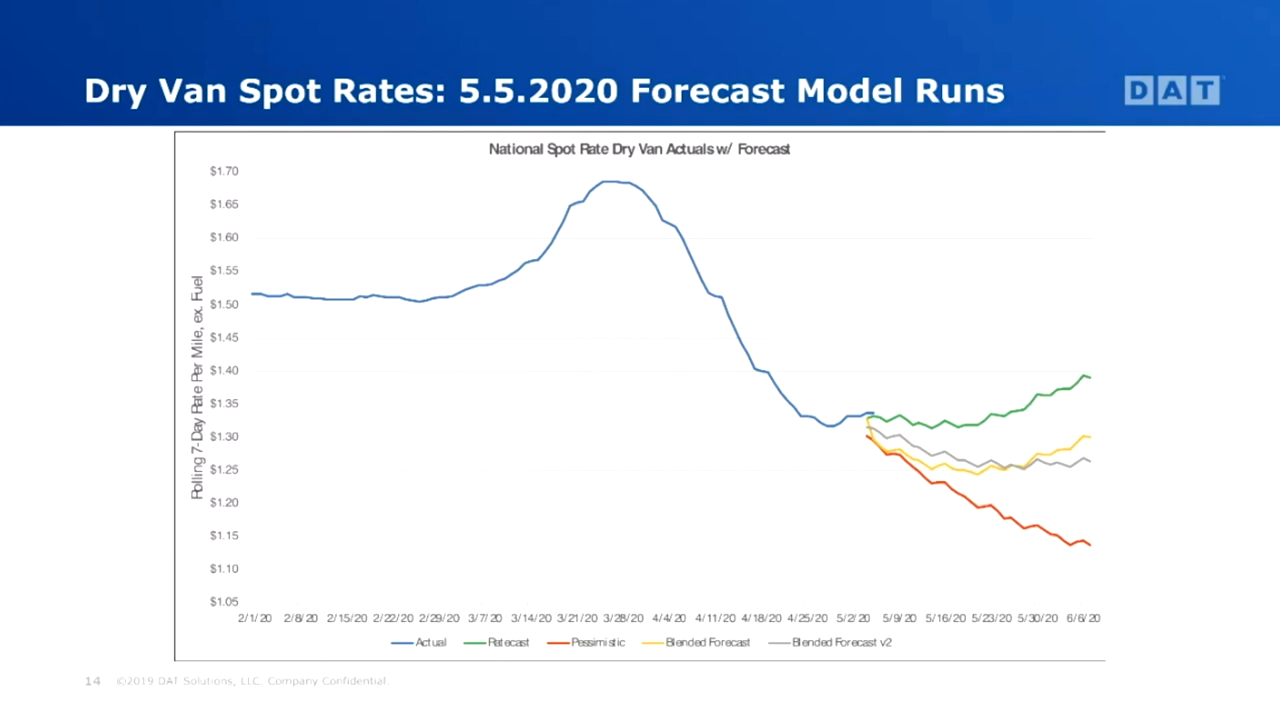 Dry Van Spot Rates: 5.5.2020 Forecast Model Runs
DAT
National Spot Rate Dry Van Actuals w/ Forecast
$1.70
$1.65
$1.60
$1.55
$1.50
$1.45
$1.40
$1.35
$1.30
$1.25
$1.20
$1.15
$1.10
$1.05
Rolling 7-Day Rate Per Mile, ex. Fuel
2/1/20 2/8/20 2/15/20 2/22/20 2/29/20 3/7/20 3/14/20 3/21/20 3/28/20 4/4/20 4/11/20 4/18/20 4/25/20 5/2/20 5/9/20 5/16/20 5/23/20 5/30/20 6/6/20
Actual Ratecast Pessimistic Blended Forecast Blended Forecast v2
14 ©2019 DAT Solutions, LLC. Company Confidential.